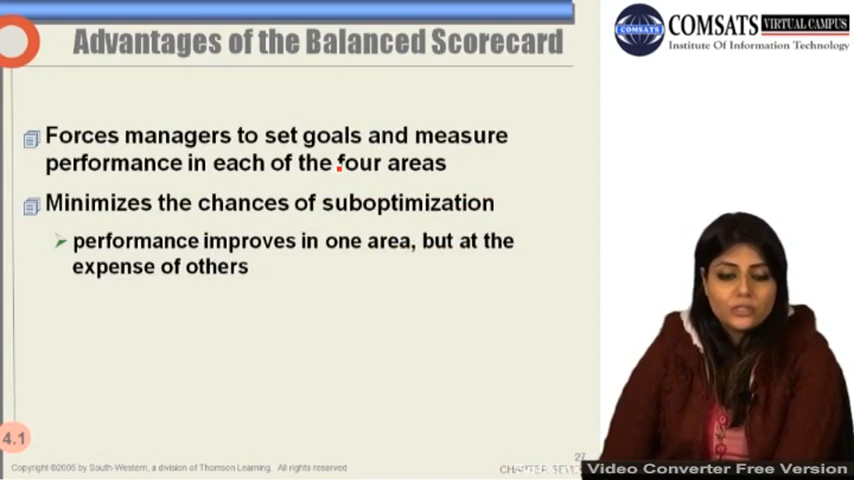 Advantages of the Balanced Scorecard
COMSATS
COMSATS VIRTUAL CAMPUS
Institute Of Information Technology
Forces managers to set goals and measure
performance in each of the four areas
Minimizes the chances of suboptimization
performance improves in one area, but at the
expense of others
4.1
Copyright ©2005 by South-Western, a division of Thomson Learning. All rights reserved
27
Video Converter Free Version